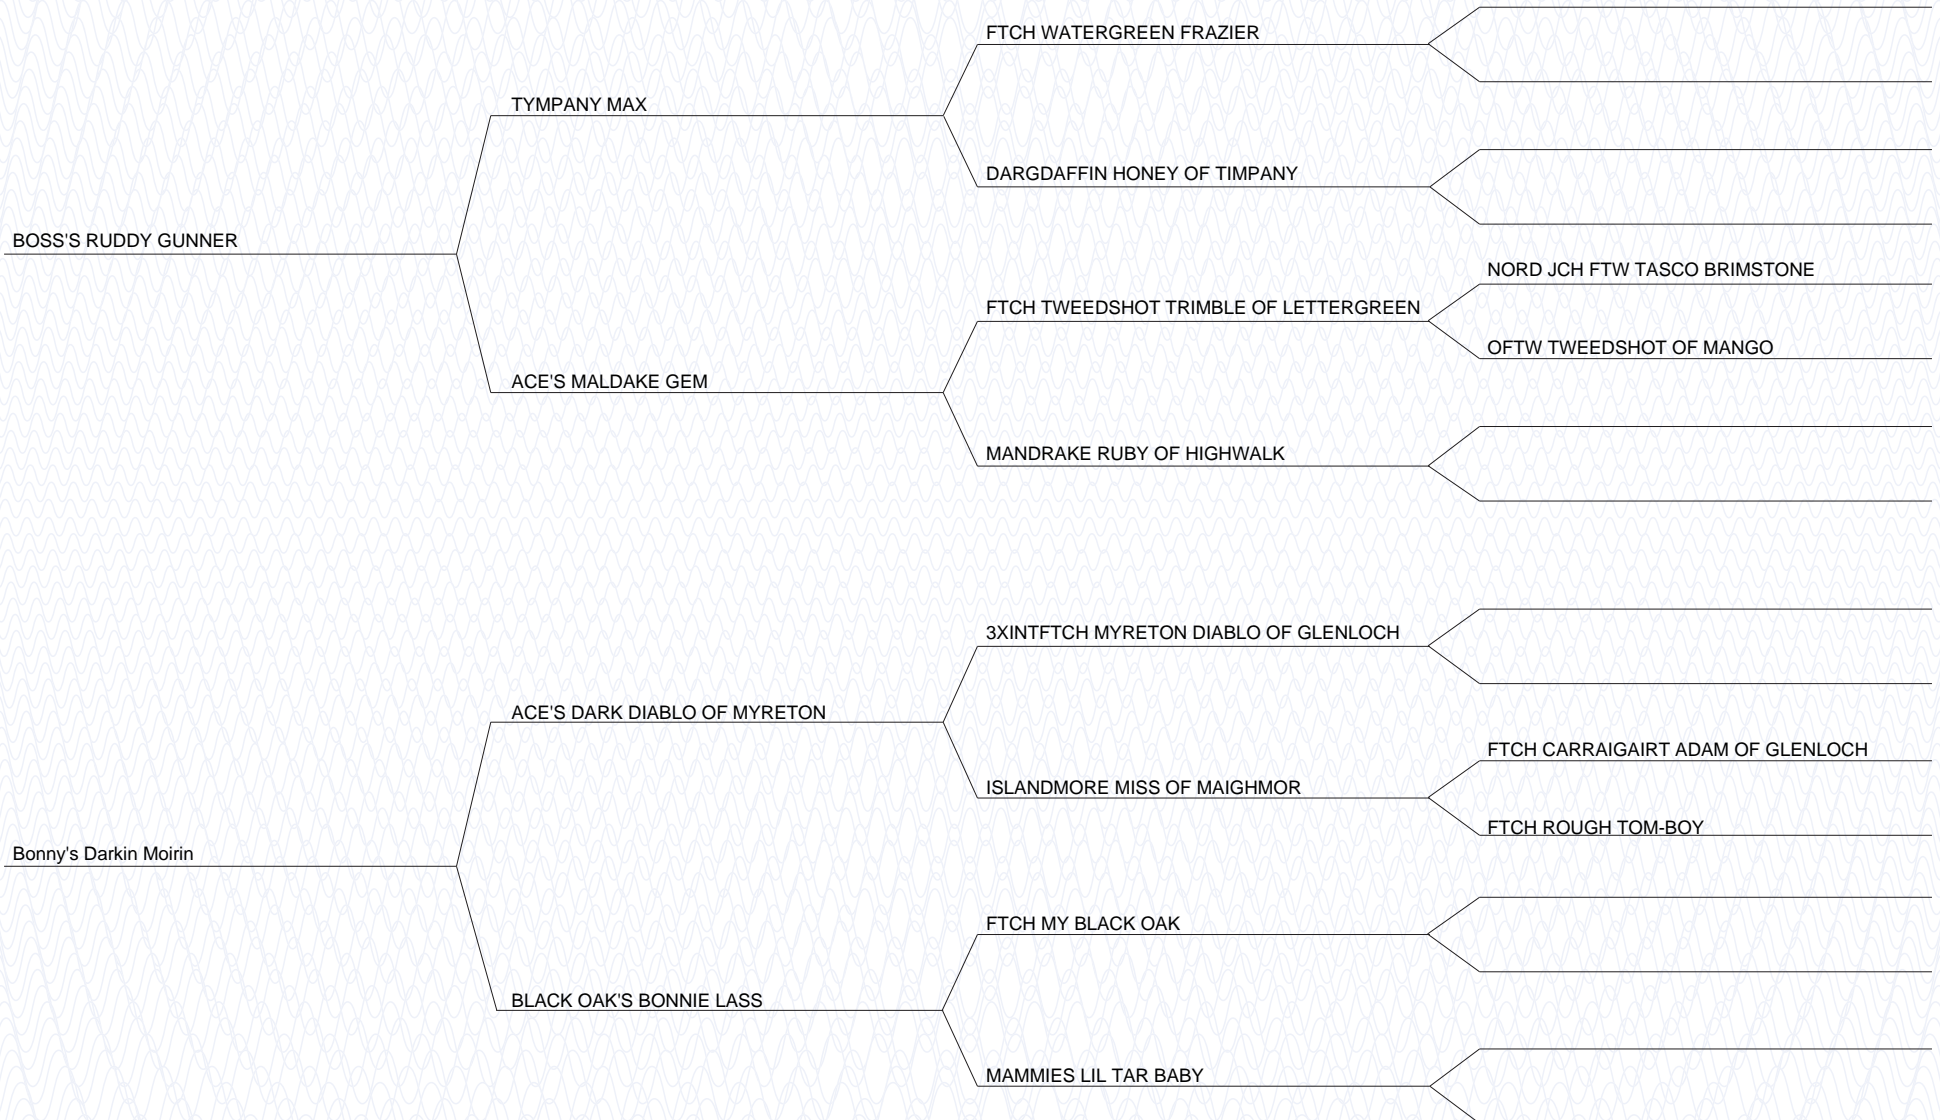 FTCH WATERGREEN FRAZIER
TYMPANY MAX
DARGDAFFIN HONEY OF TIMPANY
BOSS'S RUDDY GUNNER
NORD JCH FTW TASCO BRIMSTONE
FTCH TWEEDSHOT TRIMBLE OF LETTERGREEN
OFTW TWEEDSHOT OF MANGO
ACE'S MALDAKE GEM
MANDRAKE RUBY OF HIGHWALK
3XINTFTCH MYRETON DIABLO OF GLENLOCH
ACE'S DARK DIABLO OF MYRETON
FTCH CARRAIGAIRT ADAM OF GLENLOCH
ISLANDMORE MISS OF MAIGHMOR
FTCH ROUGH TOM-BOY
Bonny's Darkin Moirin
FTCH MY BLACK OAK
BLACK OAK'S BONNIE LASS
MAMMIES LIL TAR BABY